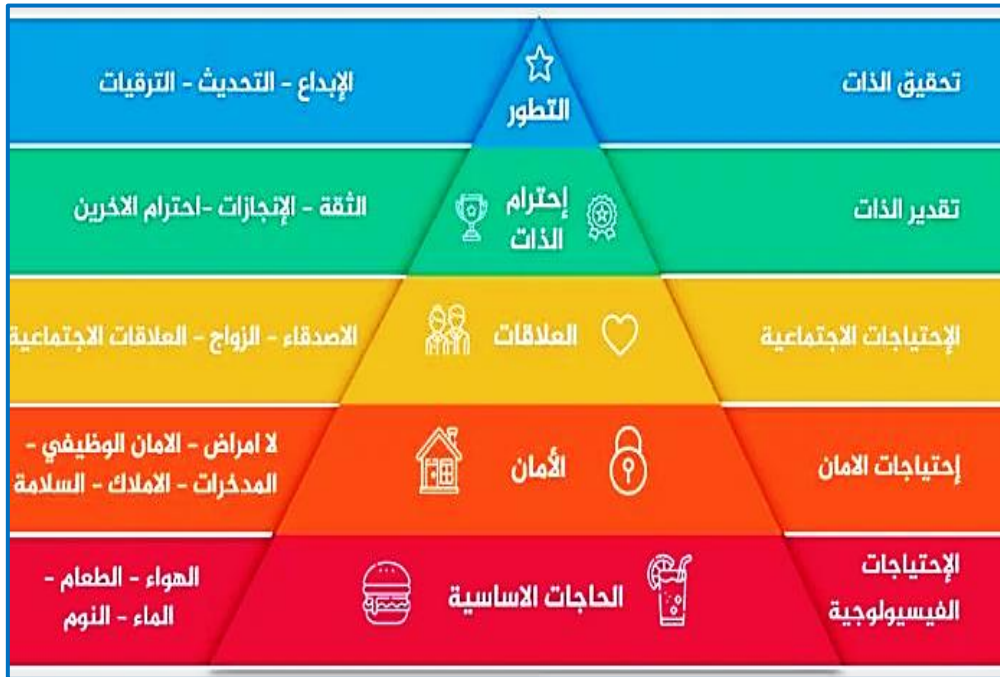 تحقيق الذات
التطور
الإبداع - التحديث - الترقيات
تقدير الذات
إحترام
الذات
الثقة - الإنجازات -احترام الاخرين
الإحتياجات الاجتماعية
العلاقات
الاصدقاء - الزواج - العلاقات الاجتماعية
إحتياجات الامان
الأمان
لا امراض - الامان الوظيفي -
المدخرات - الاملاك - السلامة
الإحتياجات
الفيسيولوجية
الحاجات الاساسية
الهواء - الطعام -
الماء - النوم